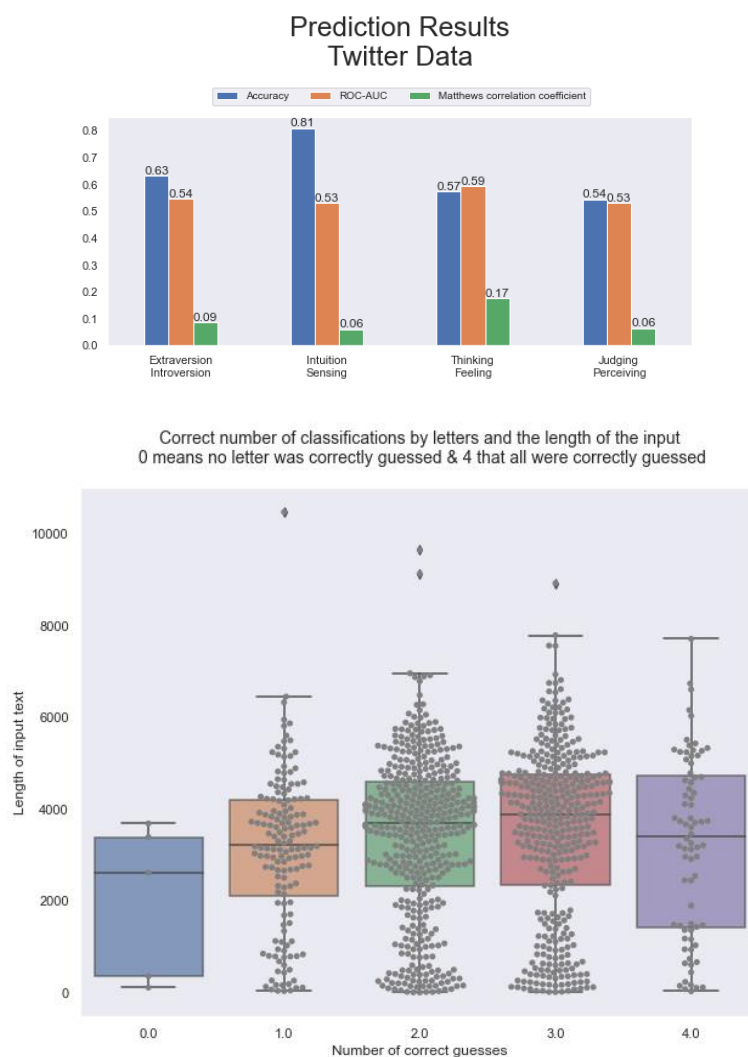 Prediction Results
Twitter Data
Accuracy ROC-AUC Matthews correlation coefficient
0.8
0.7
0.6
0.5
0.4
0.3
0.2
0.1
0.0
0.63 0.54 0.09
0.81 0.53 0.06
0.57 0.59 0.17
0.54 0.53 0.06
Extraversion Introversion
Intuition Sensing
Thinking Feeling
Judging Perceiving
Correct number of classifications by letters and the length of the input
0 means no letter was correctly guessed & 4 that all were correctly guessed
Length of input text
10000
8000
6000
4000
2000
0
0.0 1.0 2.0 3.0 4.0
Number of correct guesses